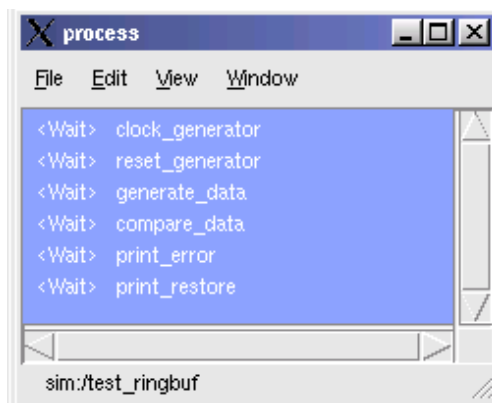 process
File Edit View Window
<Wait> clock_generator
<Wait> reset_generator
<Wait> generate_data
<Wait> compare_data
<Wait> print_error
<Wait> print_restore
sim:/test_ringbuf